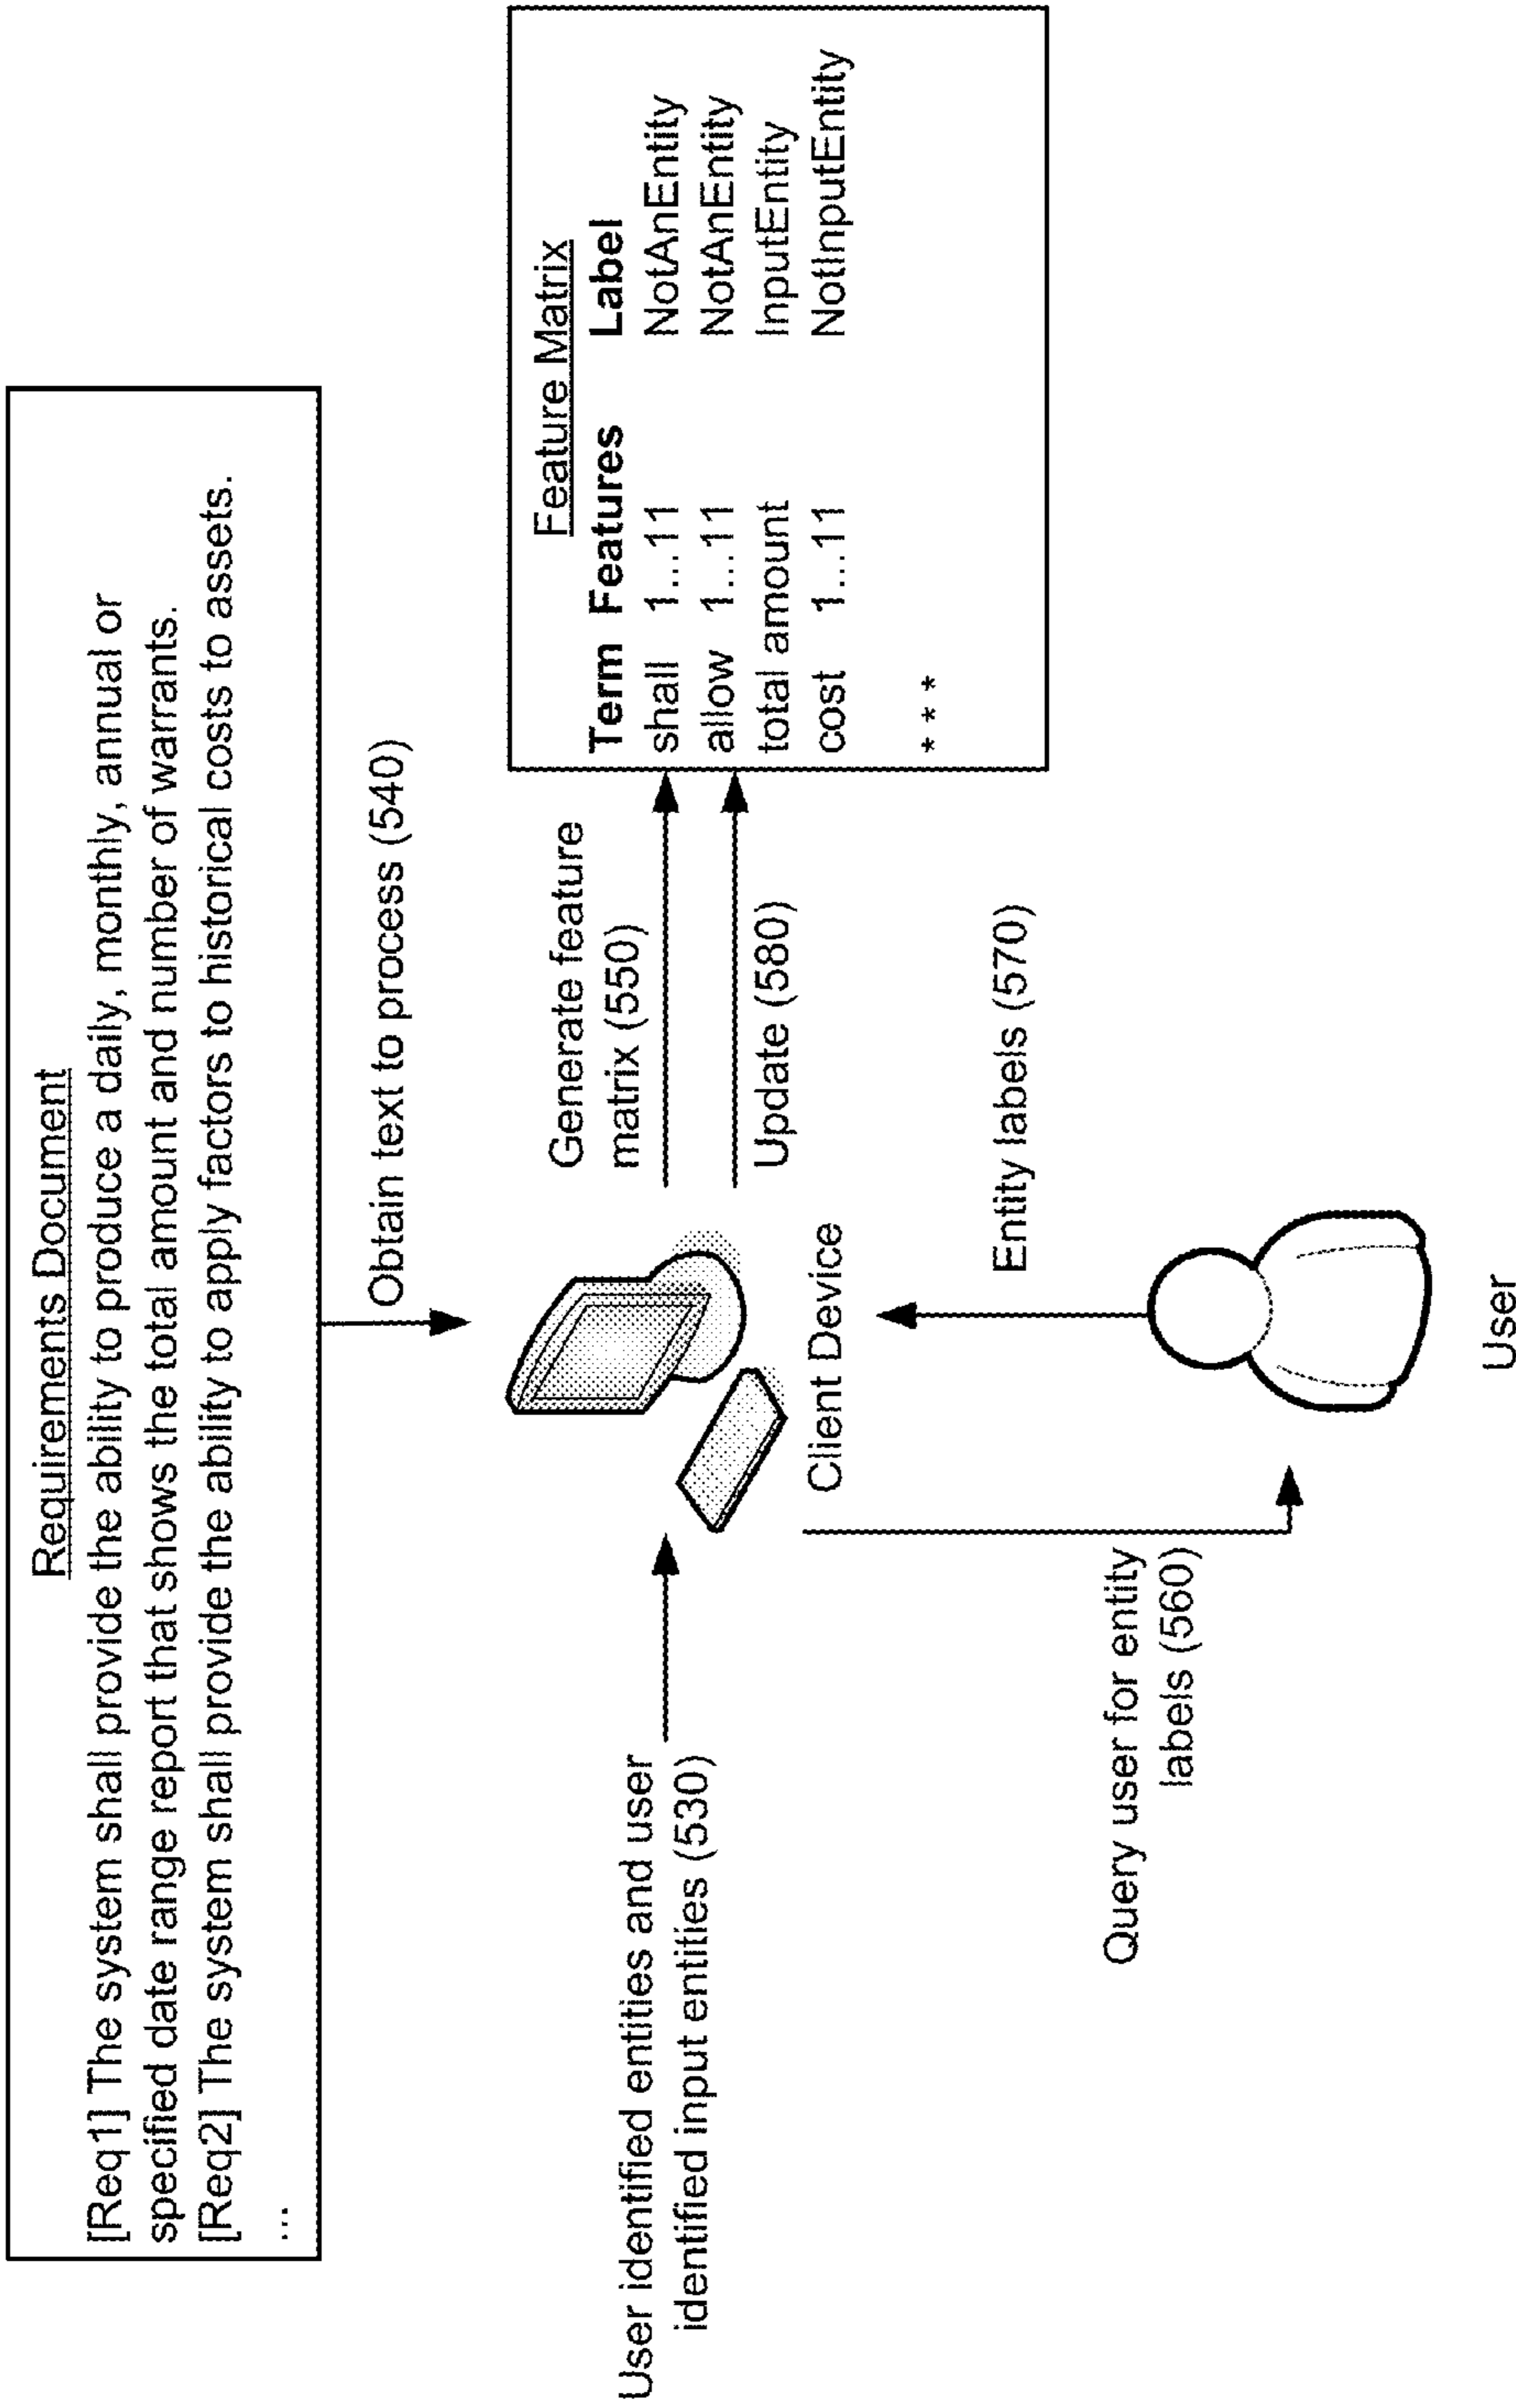 Requirements Document
[Req1] The system shall provide the ability to produce a daily, monthly, annual or
specified date range report that shows the total amount and number of warrants.
[Req2] The system shall provide the ability to apply factors to historical costs to assets.
...
Obtain text to process (540)
User identified entities and user
identified input entities (530)
Client Device
Generate feature
matrix (550)
Update (580)
Feature Matrix
Term Features Label
shall 1...11 NotAnEntity
allow 1...11 NotAnEntity
total amount InputEntity
cost 1...11 NotInputEntity
* * *
Query user for entity
labels (560)
Entity labels (570)
User